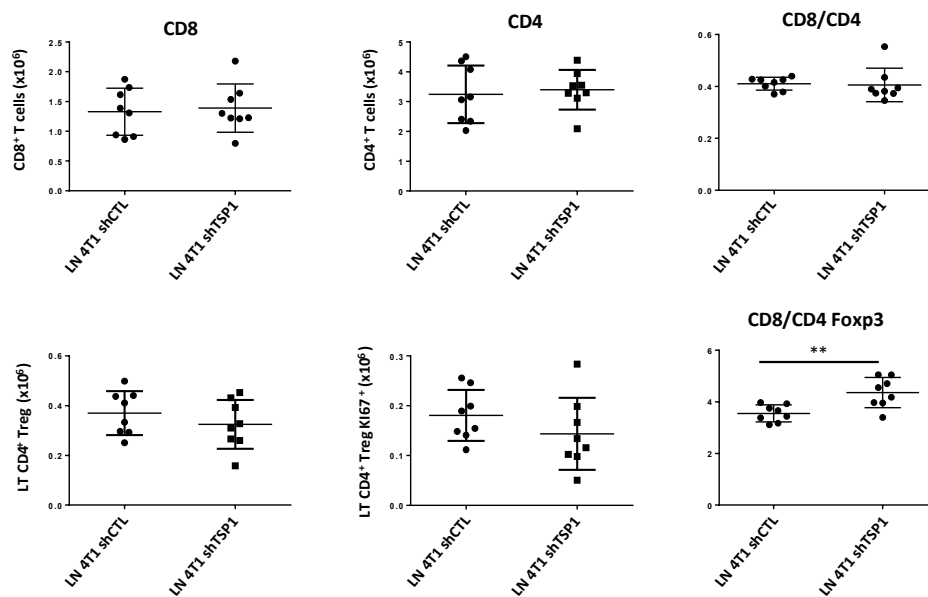 CD8
CD8⁺ T cells (x10⁶)
2.5
2.0
1.5
1.0
0.5
0.0
LN 4T1 shCTL
LN 4T1 shTSP1
CD4
CD4⁺ T cells (x10⁶)
5
4
3
2
1
0
LN 4T1 shCTL
LN 4T1 shTSP1
CD8/CD4
0.6
0.4
0.2
0.0
LN 4T1 shCTL
LN 4T1 shTSP1
LT CD4⁺ Treg (x10⁶)
0.6
0.4
0.2
0.0
LN 4T1 shCTL
LN 4T1 shTSP1
LT CD4⁺ Treg KI67⁺ (x10⁶)
0.3
0.2
0.1
0.0
LN 4T1 shCTL
LN 4T1 shTSP1
CD8/CD4 Foxp3
**
6
4
2
0
LN 4T1 shCTL
LN 4T1 shTSP1